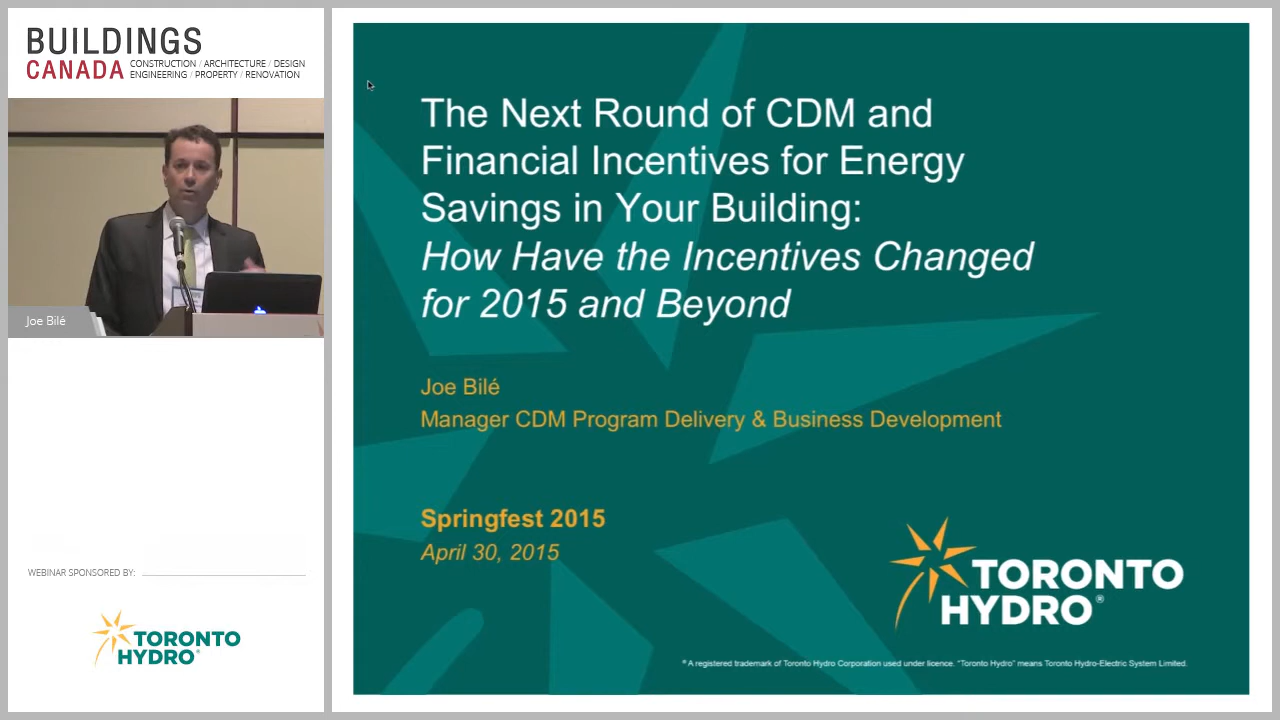 BUILDINGS
CANADA CONSTRUCTION / ARCHITECTURE / DESIGN
ENGINEERING / PROPERTY / RENOVATION
Joe Bilé
WEBINAR SPONSORED BY:
TORONTO
HYDRO®
The Next Round of CDM and
Financial Incentives for Energy
Savings in Your Building:
How Have the Incentives Changed
for 2015 and Beyond
Joe Bilé
Manager CDM Program Delivery & Business Development
Springfest 2015
April 30, 2015
TORONTO
HYDRO®
® A registered trademark of Toronto Hydro Corporation used under licence. "Toronto Hydro" means Toronto Hydro-Electric System Limited.